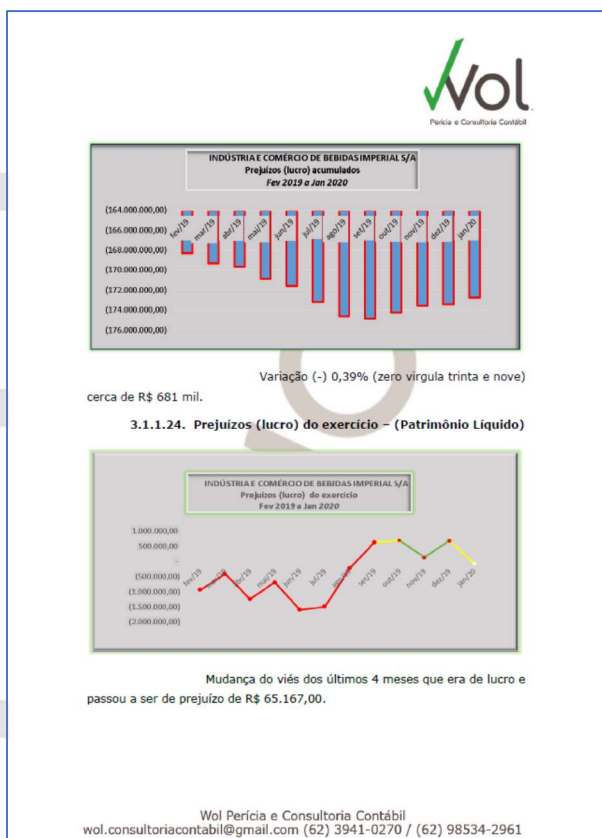 Wol
Perícia e Consultoria Contábil
INDÚSTRIA E COMÉRCIO DE BEBIDAS IMPERIAL S/A
Prejuízos (lucro) acumulados
Fev 2019 a Jan 2020
(164.000.000,00)
(166.000.000,00)
(168.000.000,00)
(170.000.000,00)
(172.000.000,00)
(174.000.000,00)
(176.000.000,00)
fev/19 mar/19 abr/19 mai/19 jun/19 jul/19 ago/19 set/19 out/19 nov/19 dez/19 jan/20
Variação (-) 0,39% (zero virgula trinta e nove)
cerca de R$ 681 mil.
3.1.1.24. Prejuízos (lucro) do exercício – (Patrimônio Líquido)
INDÚSTRIA E COMÉRCIO DE BEBIDAS IMPERIAL S/A
Prejuízos (lucro) do exercício
Fev 2019 a Jan 2020
1.000.000,00
500.000,00
-
(500.000,00)
(1.000.000,00)
(1.500.000,00)
(2.000.000,00)
fev/19 mar/19 abr/19 mai/19 jun/19 jul/19 ago/19 set/19 out/19 nov/19 dez/19 jan/20
Mudança do viés dos últimos 4 meses que era de lucro e
passou a ser de prejuízo de R$ 65.167,00.
Wol Perícia e Consultoria Contábil
wol.consultoriacontabil@gmail.com (62) 3941-0270 / (62) 98534-2961